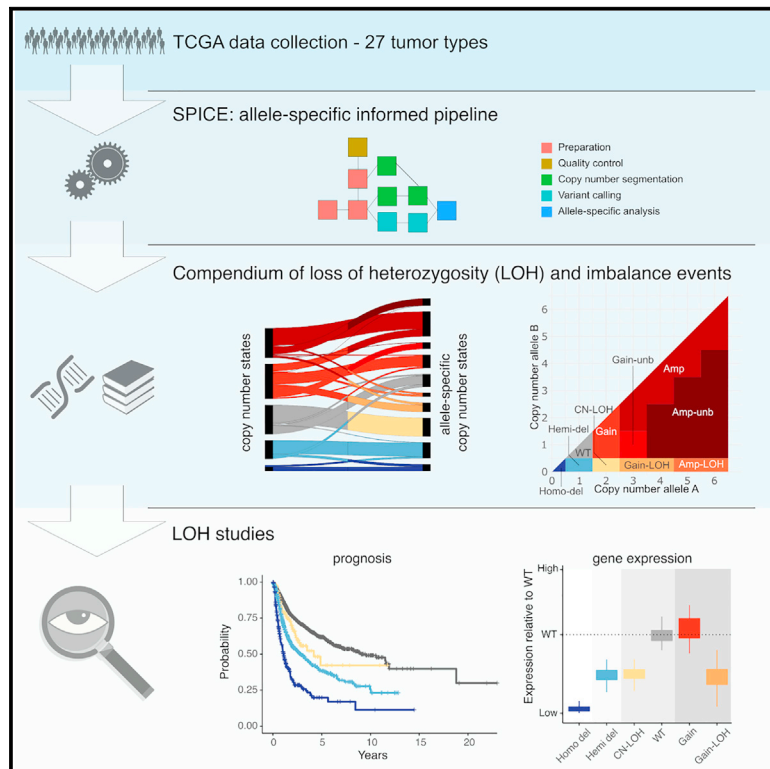 TCGA data collection - 27 tumor types
SPICE: allele-specific informed pipeline
Preparation
Quality control
Copy number segmentation
Variant calling
Allele-specific analysis
Compendium of loss of heterozygosity (LOH) and imbalance events
copy number states
allele-specific
copy number states
Copy number allele B
6
5
4
3
2
1
0
Gain-unb
Amp
CN-LOH
Amp-unb
Hemi-del
Gain
WT
Gain-LOH
Amp-LOH
0 1 2 3 4 5 6
Homo-del
Copy number allele A
LOH studies
prognosis
Probability
1.00
0.75
0.50
0.25
0.00
0 5 10 15 20
Years
gene expression
Expression relative to WT
High
WT
Low
Homo del
Hemi del
CN-LOH
WT
Gain
Gain-LOH